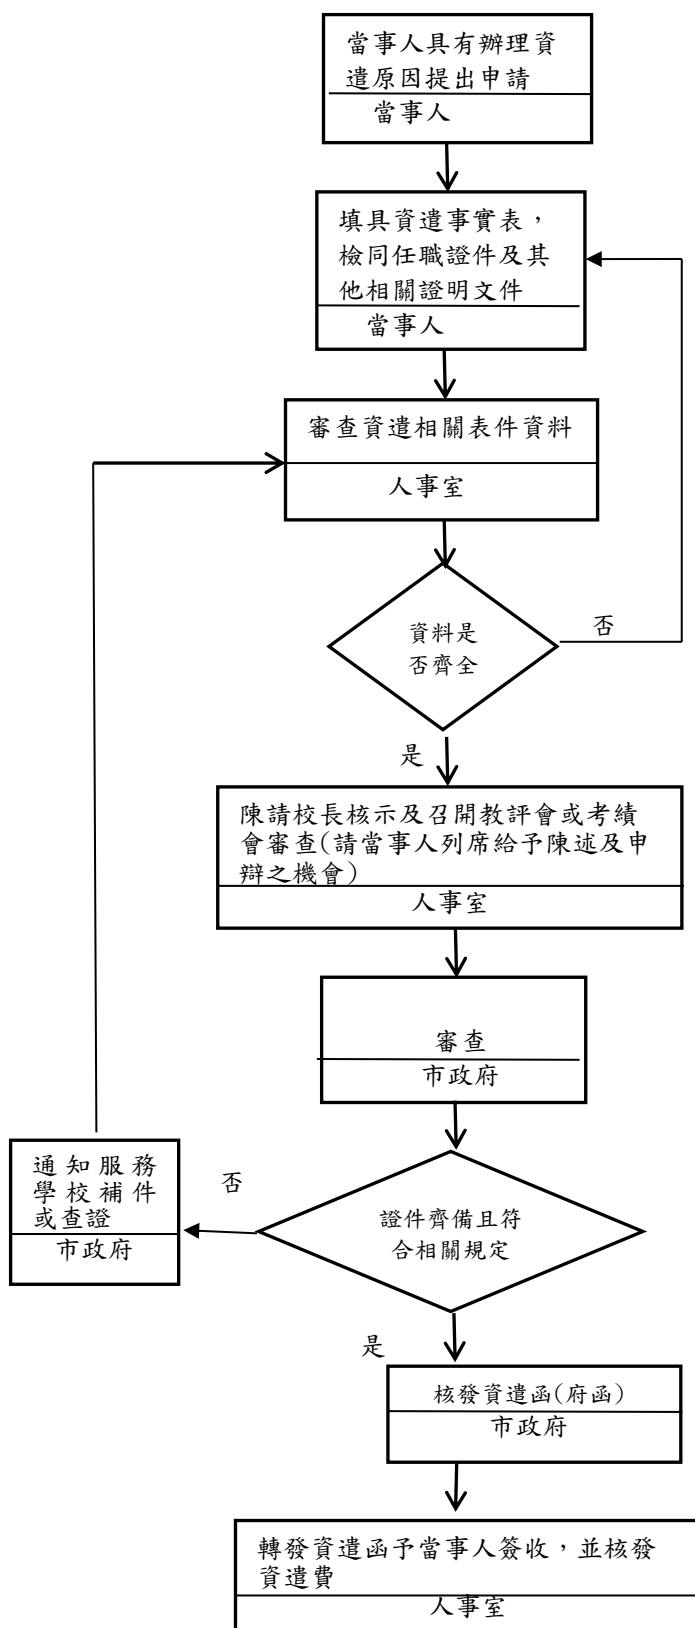 當事人具有辦理資
遣原因提出申請
當事人
填具資遣事實表，
檢同任職證件及其
他相關證明文件
當事人
審查資遣相關表件資料
人事室
資料是
否齊全
否
是
陳請校長核示及召開教評會或考績
會審查(請當事人列席給予陳述及申
辯之機會)
人事室
審查
市政府
通知服務
學校補件
或查證
市政府
否
證件齊備且符
合相關規定
是
核發資遣函(府函)
市政府
轉發資遣函予當事人簽收，並核發
資遣費
人事室